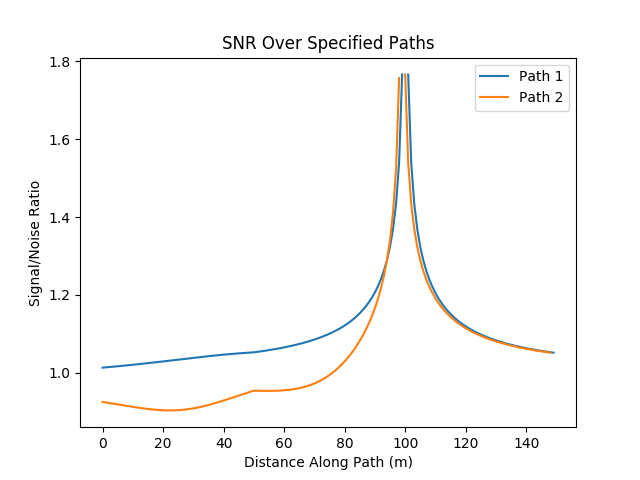 SNR Over Specified Paths
Path 1
Path 2
Signal/Noise Ratio
1.8
1.6
1.4
1.2
1.0
0 20 40 60 80 100 120 140
Distance Along Path (m)